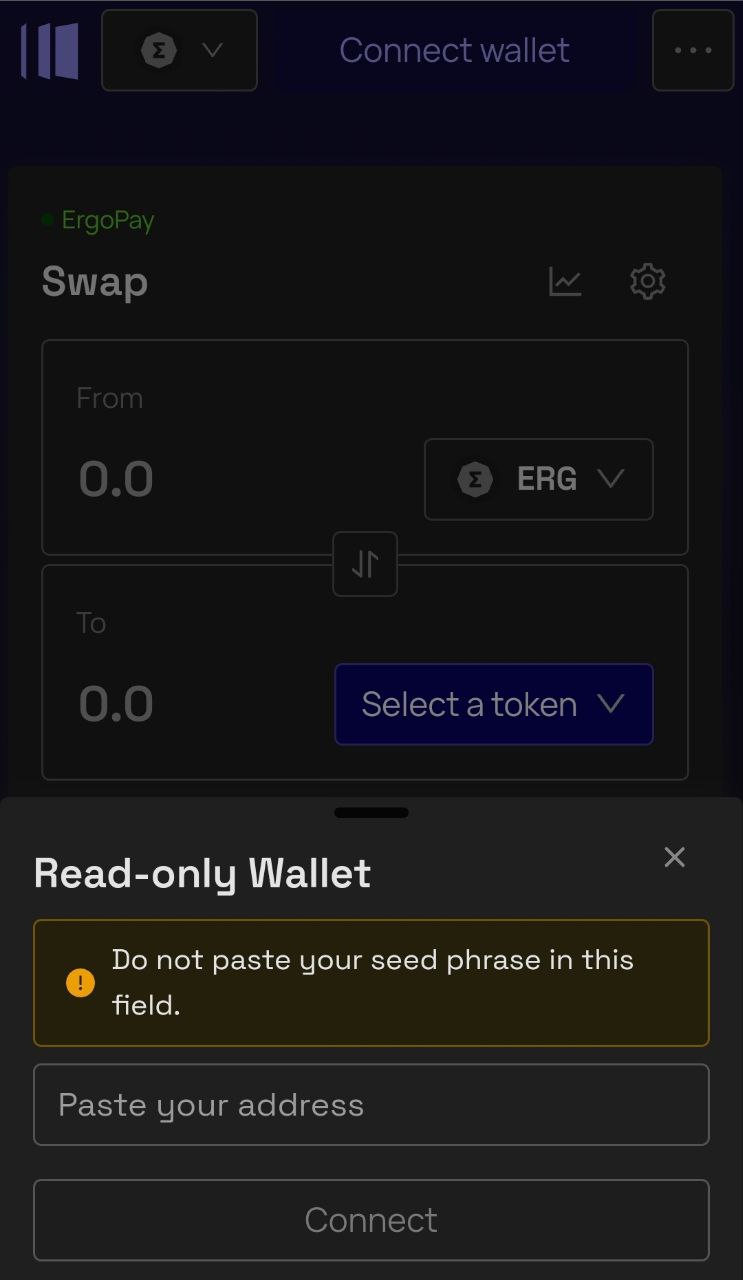 Connect wallet
ErgoPay
Swap
From
0.0
ERG
To
0.0
Select a token
Read-only Wallet
Do not paste your seed phrase in this
field.
Paste your address
Connect